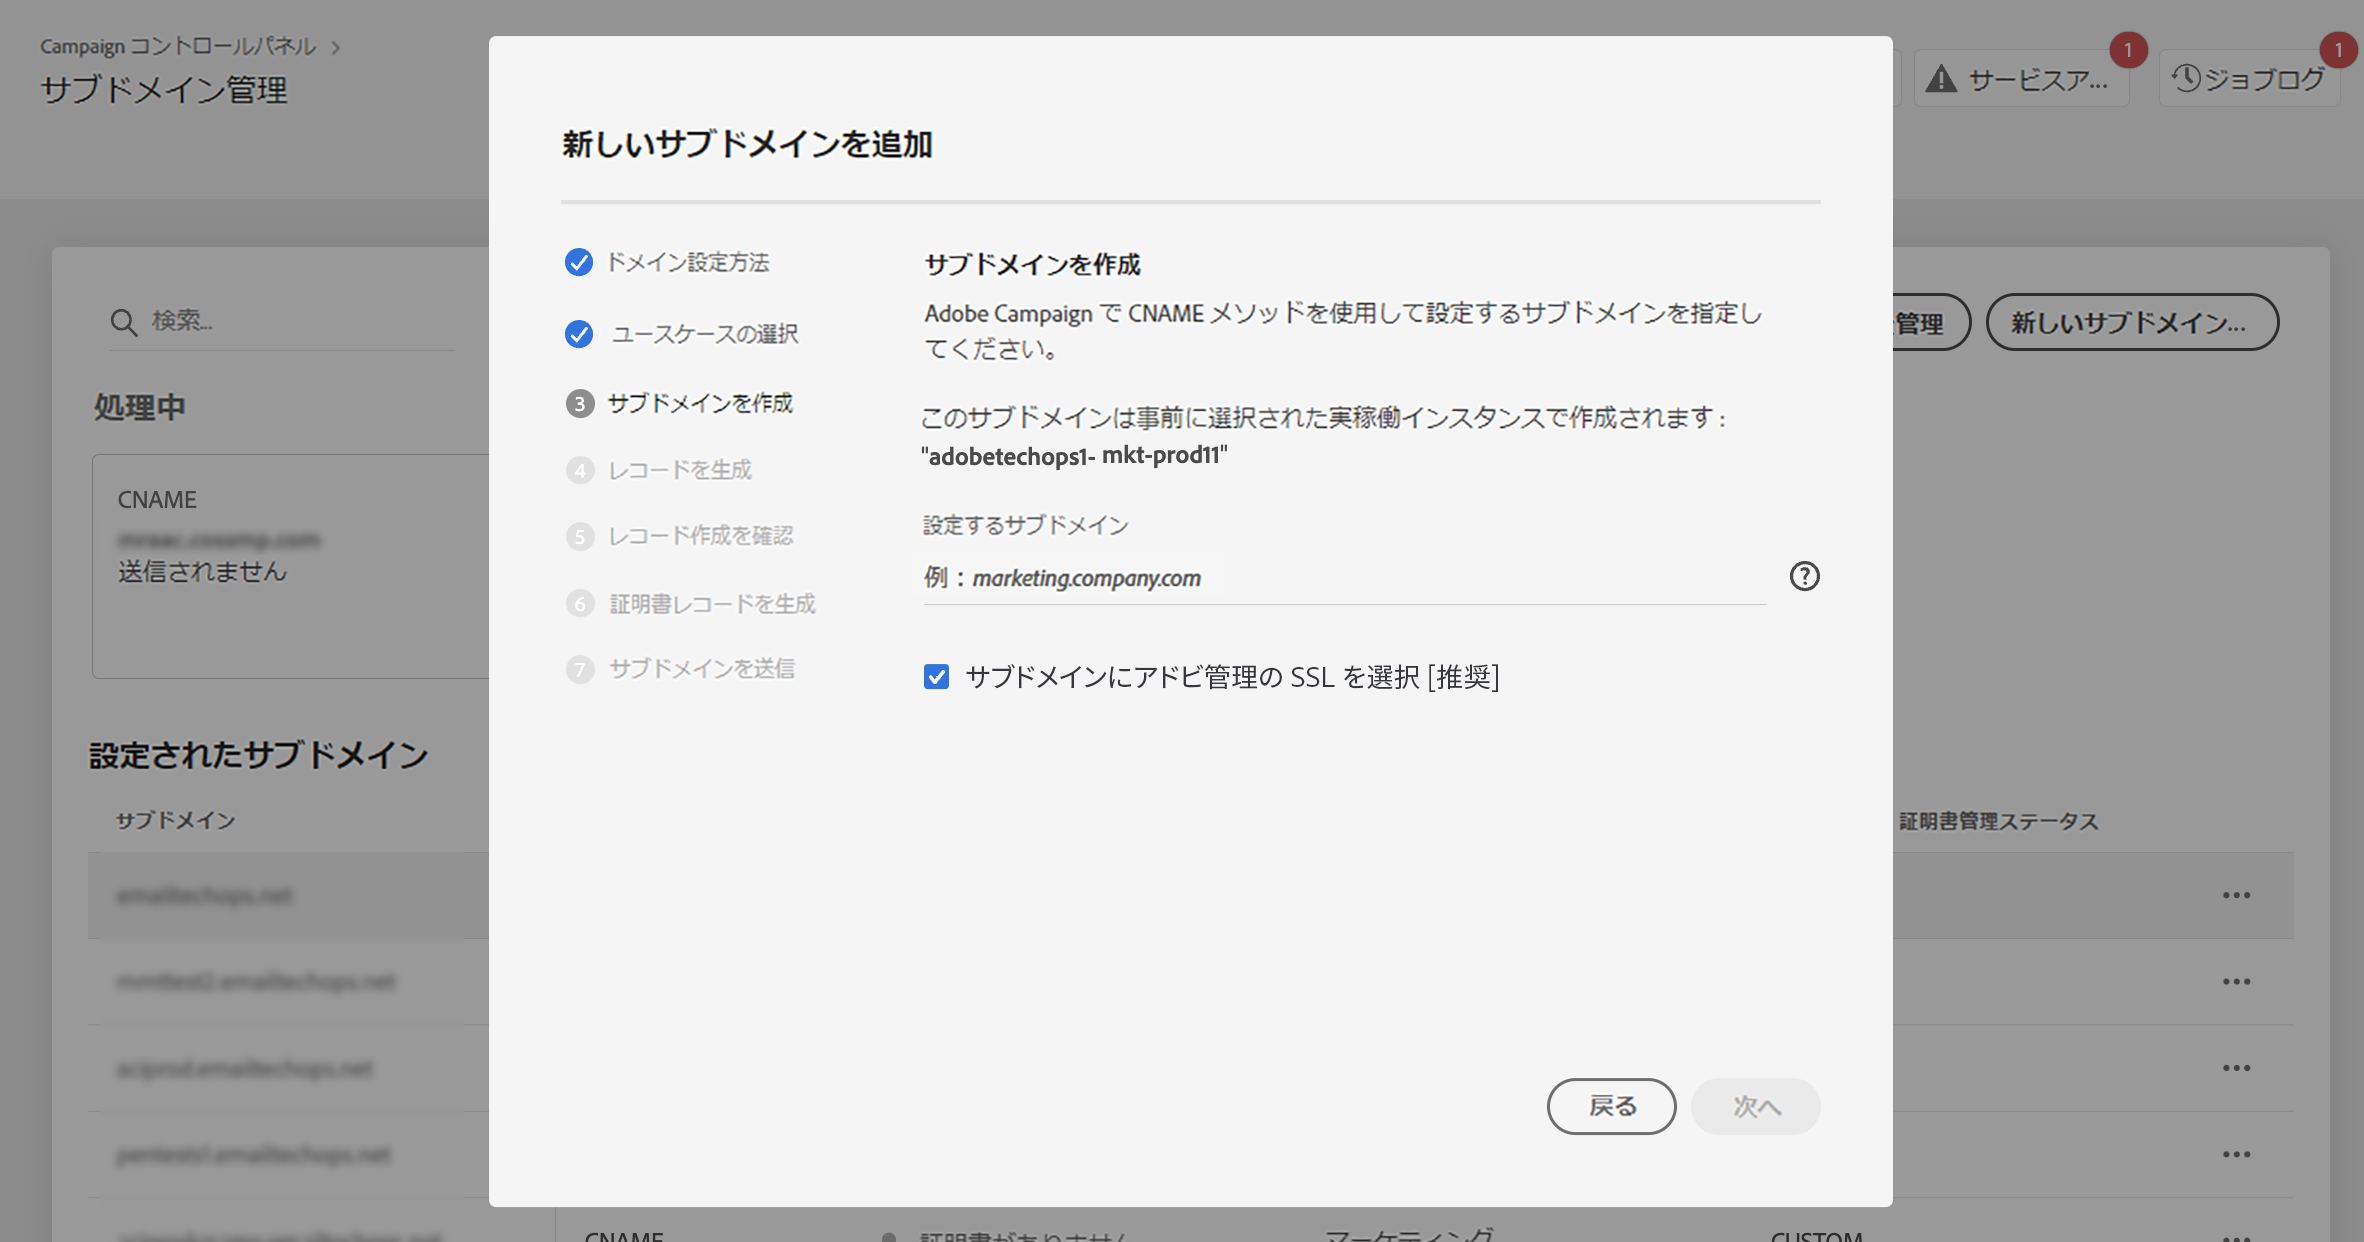 Campaign コントロールパネル
サブドメイン管理
サービスア...
1
ジョブログ
1
検索...
管理
新しいサブドメイン...
処理中
CNAME
送信されません
設定されたサブドメイン
サブドメイン
証明書管理ステータス
新しいサブドメインを追加
ドメイン設定方法
ユースケースの選択
3 サブドメインを作成
4 レコードを生成
5 レコード作成を確認
6 証明書レコードを生成
7 サブドメインを送信
サブドメインを作成
Adobe Campaign で CNAME メソッドを使用して設定するサブドメインを指定し
てください。
このサブドメインは事前に選択された実稼働インスタンスで作成されます :
"adobetechops1- mkt-prod11"
設定するサブドメイン
例：marketing.company.com
?
サブドメインにアドビ管理の SSL を選択 [推奨]
戻る
次へ
CNAME
証明書がありません
マーケティング
CUSTOM